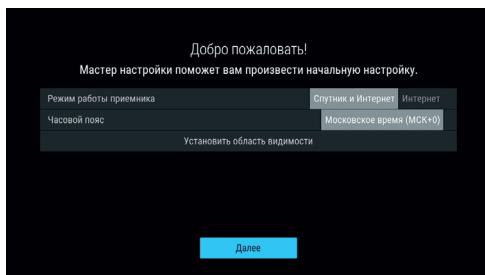 Добро пожаловать!
Мастер настройки поможет вам произвести начальную настройку.
Режим работы приемника Спутник и Интернет Интернет
Часовой пояс Московское время (МСК+0)
Установить область видимости
Далее